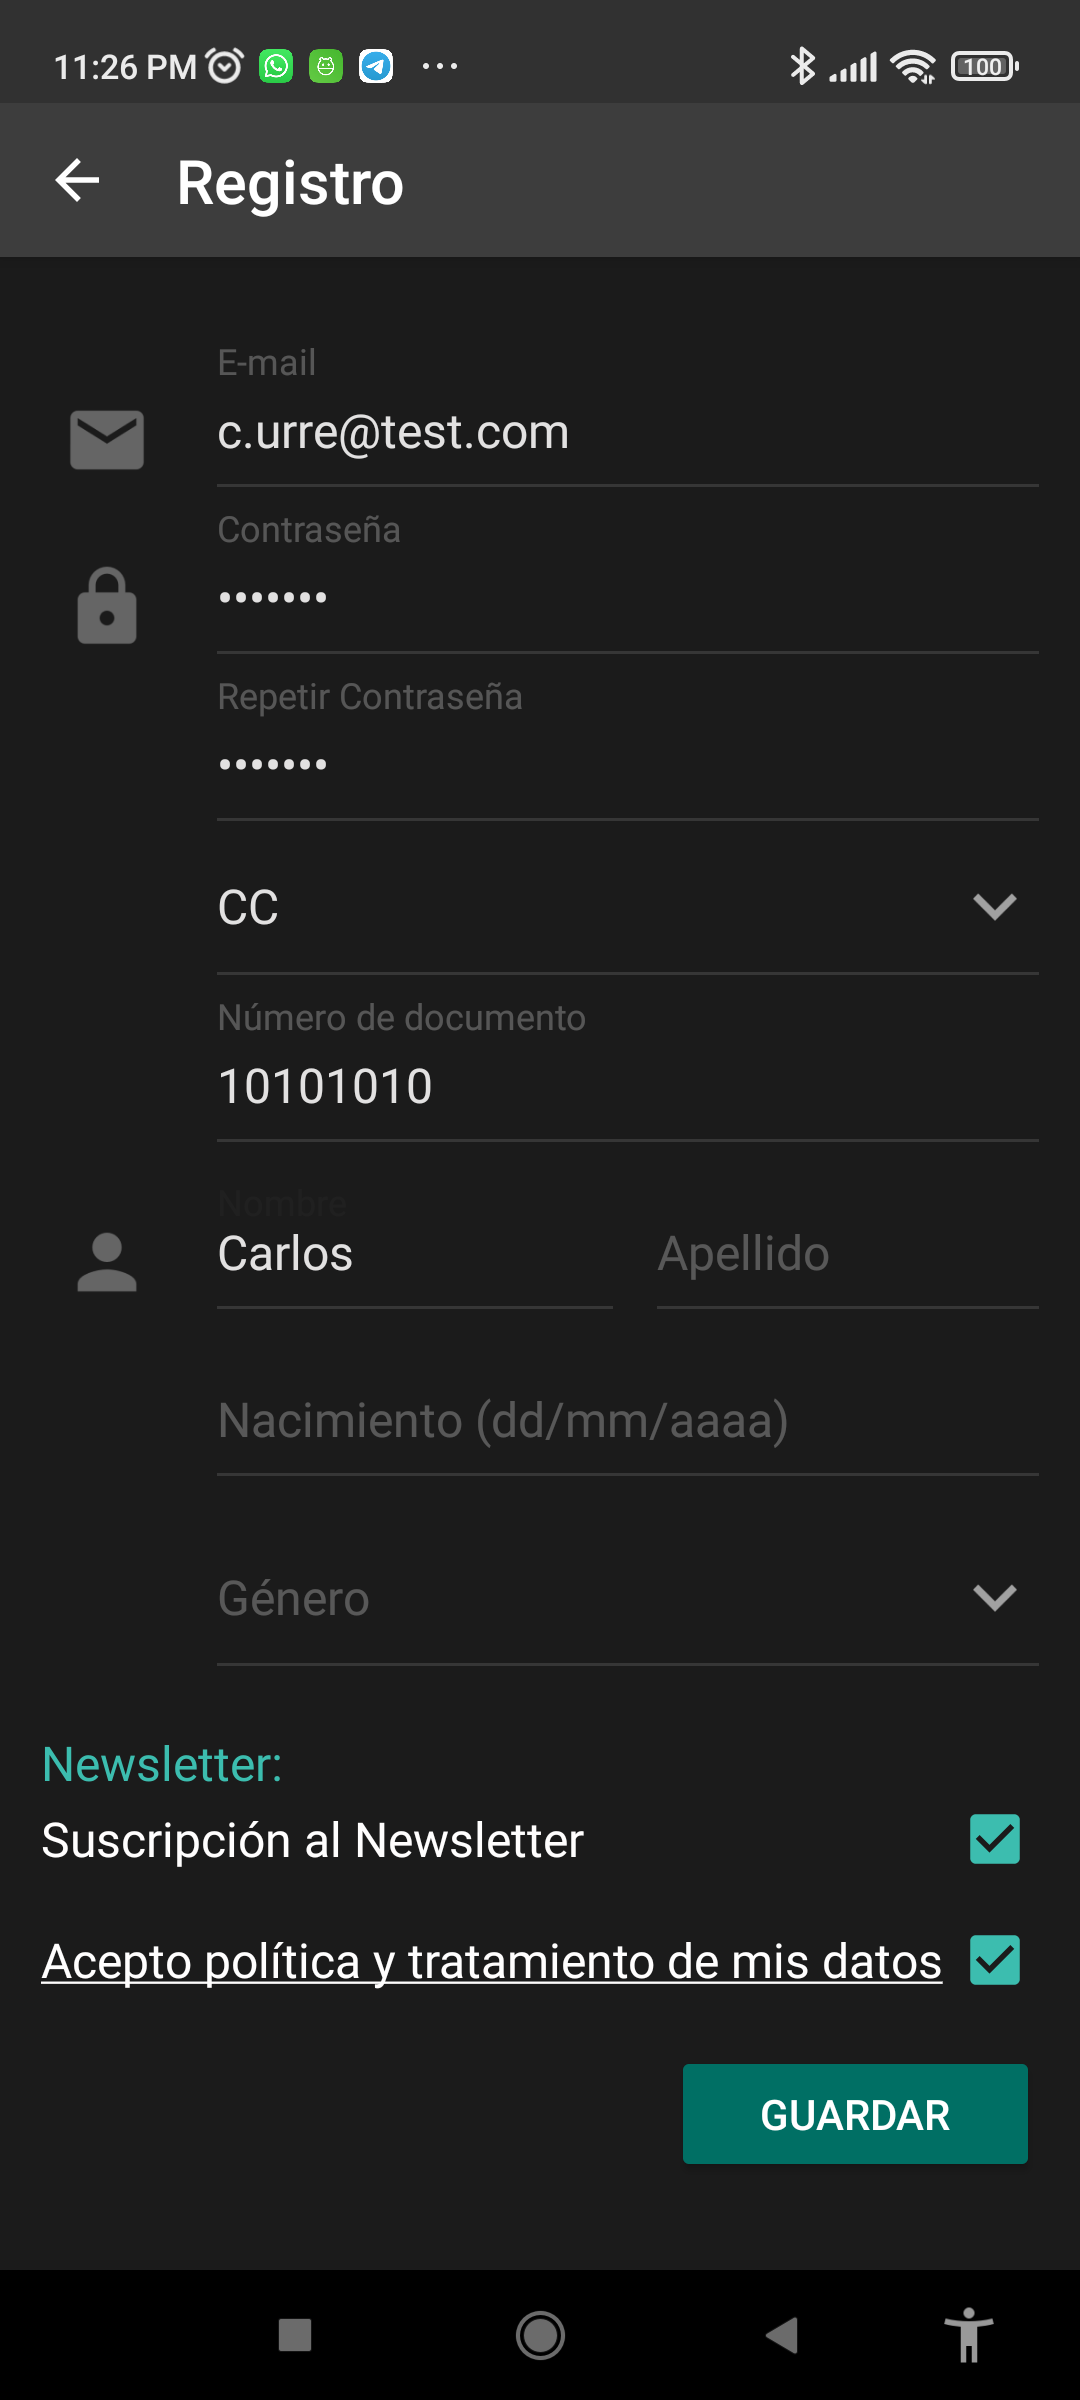 11:26 PM
100
Registro
E-mail
c.urre@test.com
Contraseña
•••••••
Repetir Contraseña
•••••••
CC
Número de documento
10101010
Nombre
Carlos
Apellido
Nacimiento (dd/mm/aaaa)
Género
Newsletter:
Suscripción al Newsletter
Acepto política y tratamiento de mis datos
GUARDAR